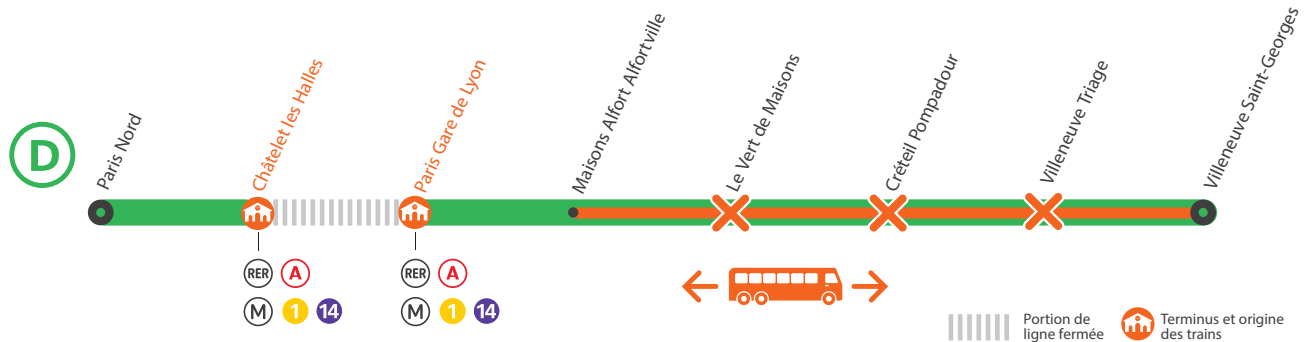 D
Paris Nord
Châtelet les Halles
Paris Gare de Lyon
Maisons Alfort Alfortville
Le Vert de Maisons
Créteil Pompadour
Villeneuve Triage
Villeneuve Saint-Georges
RER A
M 1 14
RER A
M 1 14
Portion de
ligne fermée
Terminus et origine
des trains